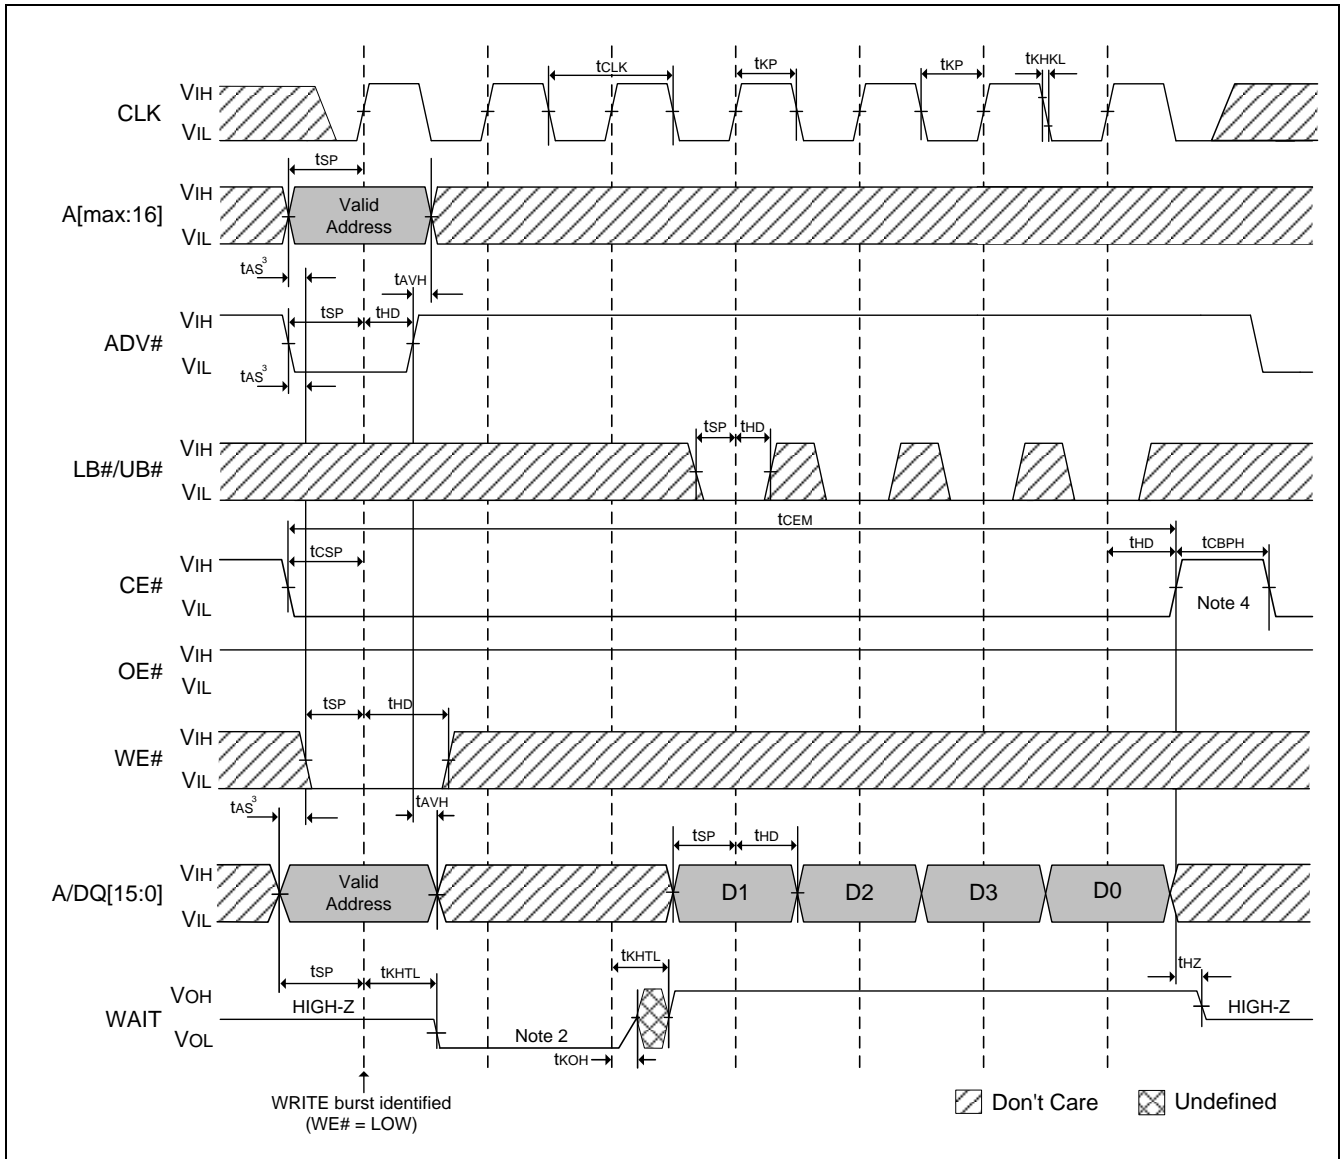 tCLK tKP tKP tKHKL
CLK VIH
VIL
tSP
A[max:16] VIH
VIL
Valid
Address
tAS3
tAVH
tSP tHD
ADV# VIH
VIL
tAS3
tSP tHD
LB#/UB# VIH
VIL
tCEM
tCSP
tHD tCBPH
CE# VIH
VIL
Note 4
OE# VIH
VIL
tSP tHD
WE# VIH
VIL
tAS3
tAVH
tSP tHD
A/DQ[15:0] VIH
VIL
Valid
Address
D1 D2 D3 D0
tSP tKHTL
tKHTL
tHZ
WAIT VOH
VOL
HIGH-Z
Note 2
tKOH
HIGH-Z
WRITE burst identified
(WE# = LOW)
Don't Care
Undefined